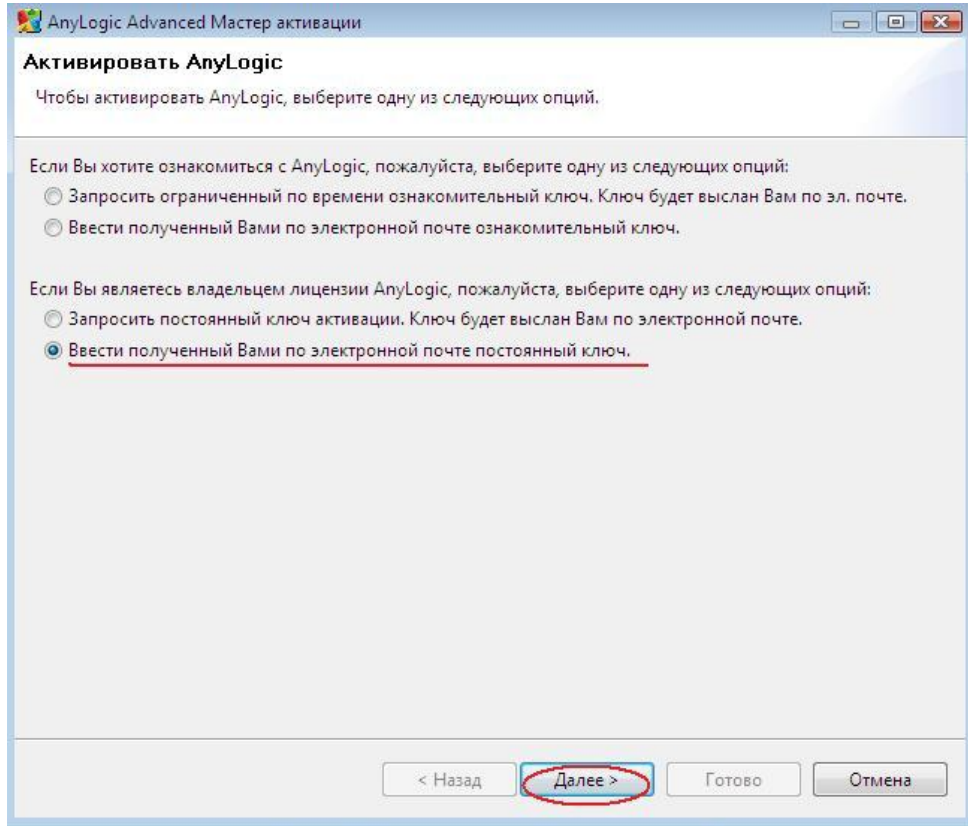 AnyLogic Advanced Мастер активации
Активировать AnyLogic
Чтобы активировать AnyLogic, выберите одну из следующих опций.
Если Вы хотите ознакомиться с AnyLogic, пожалуйста, выберите одну из следующих опций:
Запросить ограниченный по времени ознакомительный ключ. Ключ будет выслан Вам по эл. почте.
Ввести полученный Вами по электронной почте ознакомительный ключ.
Если Вы являетесь владельцем лицензии AnyLogic, пожалуйста, выберите одну из следующих опций:
Запросить постоянный ключ активации. Ключ будет выслан Вам по электронной почте.
Ввести полученный Вами по электронной почте постоянный ключ.
< Назад Далее > Готово Отмена